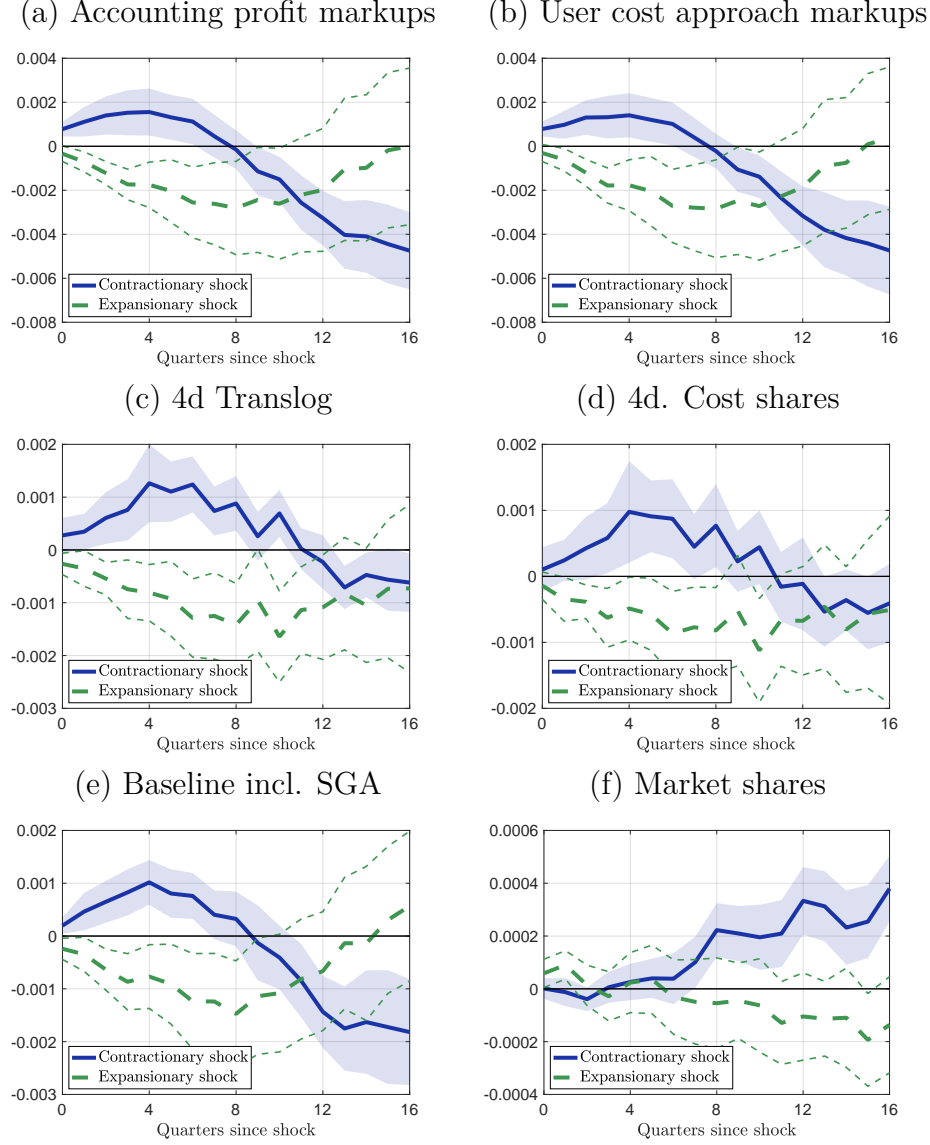 (a) Accounting profit markups
0.004
0.002
0
-0.002
-0.004
-0.006
-0.008
Contractionary shock
Expansionary shock
0 4 8 12 16
Quarters since shock
(b) User cost approach markups
0.004
0.002
0
-0.002
-0.004
-0.006
-0.008
Contractionary shock
Expansionary shock
0 4 8 12 16
Quarters since shock
(c) 4d Translog
0.002
0.001
0
-0.001
-0.002
-0.003
Contractionary shock
Expansionary shock
0 4 8 12 16
Quarters since shock
(d) 4d. Cost shares
0.002
0.001
0
-0.001
-0.002
Contractionary shock
Expansionary shock
0 4 8 12 16
Quarters since shock
(e) Baseline incl. SGA
0.002
0.001
0
-0.001
-0.002
-0.003
Contractionary shock
Expansionary shock
0 4 8 12 16
Quarters since shock
(f) Market shares
0.0006
0.0004
0.0002
0
-0.0002
-0.0004
Contractionary shock
Expansionary shock
0 4 8 12 16
Quarters since shock